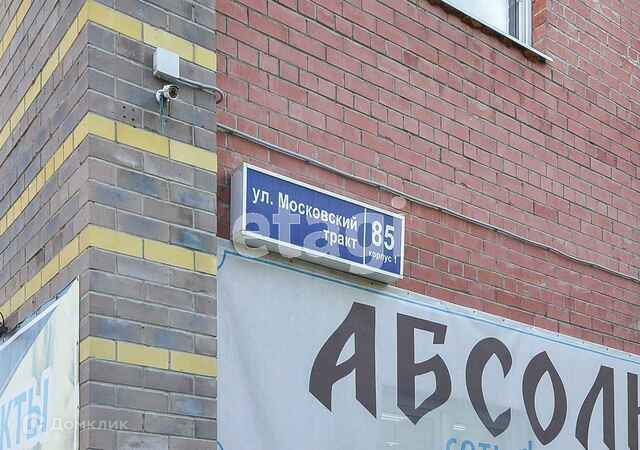 ул. Московский
тракт
85
корпус 1
etagi
АБСОЛ
КТЫ
Домклик